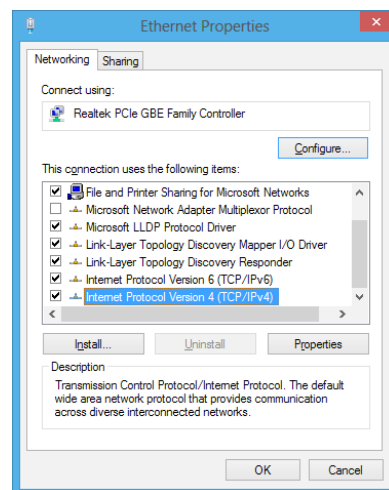 Ethernet Properties
Networking
Sharing
Connect using:
Realtek PCIe GBE Family Controller
Configure...
This connection uses the following items:
File and Printer Sharing for Microsoft Networks
Microsoft Network Adapter Multiplexor Protocol
Microsoft LLDP Protocol Driver
Link-Layer Topology Discovery Mapper I/O Driver
Link-Layer Topology Discovery Responder
Internet Protocol Version 6 (TCP/IPv6)
Internet Protocol Version 4 (TCP/IPv4)
Install...
Uninstall
Properties
Description
Transmission Control Protocol/Internet Protocol. The default
wide area network protocol that provides communication
across diverse interconnected networks.
OK
Cancel